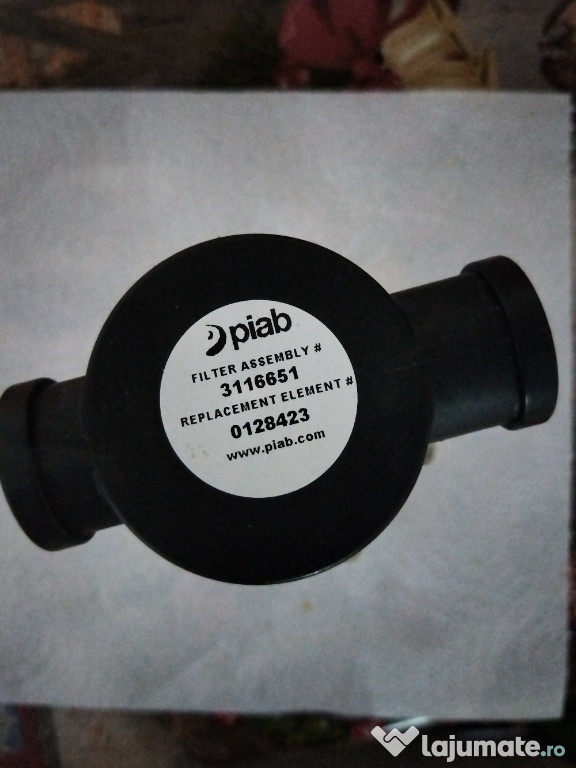 piab
FILTER ASSEMBLY #
3116651
REPLACEMENT ELEMENT #
0128423
www.piab.com
lajumate.ro